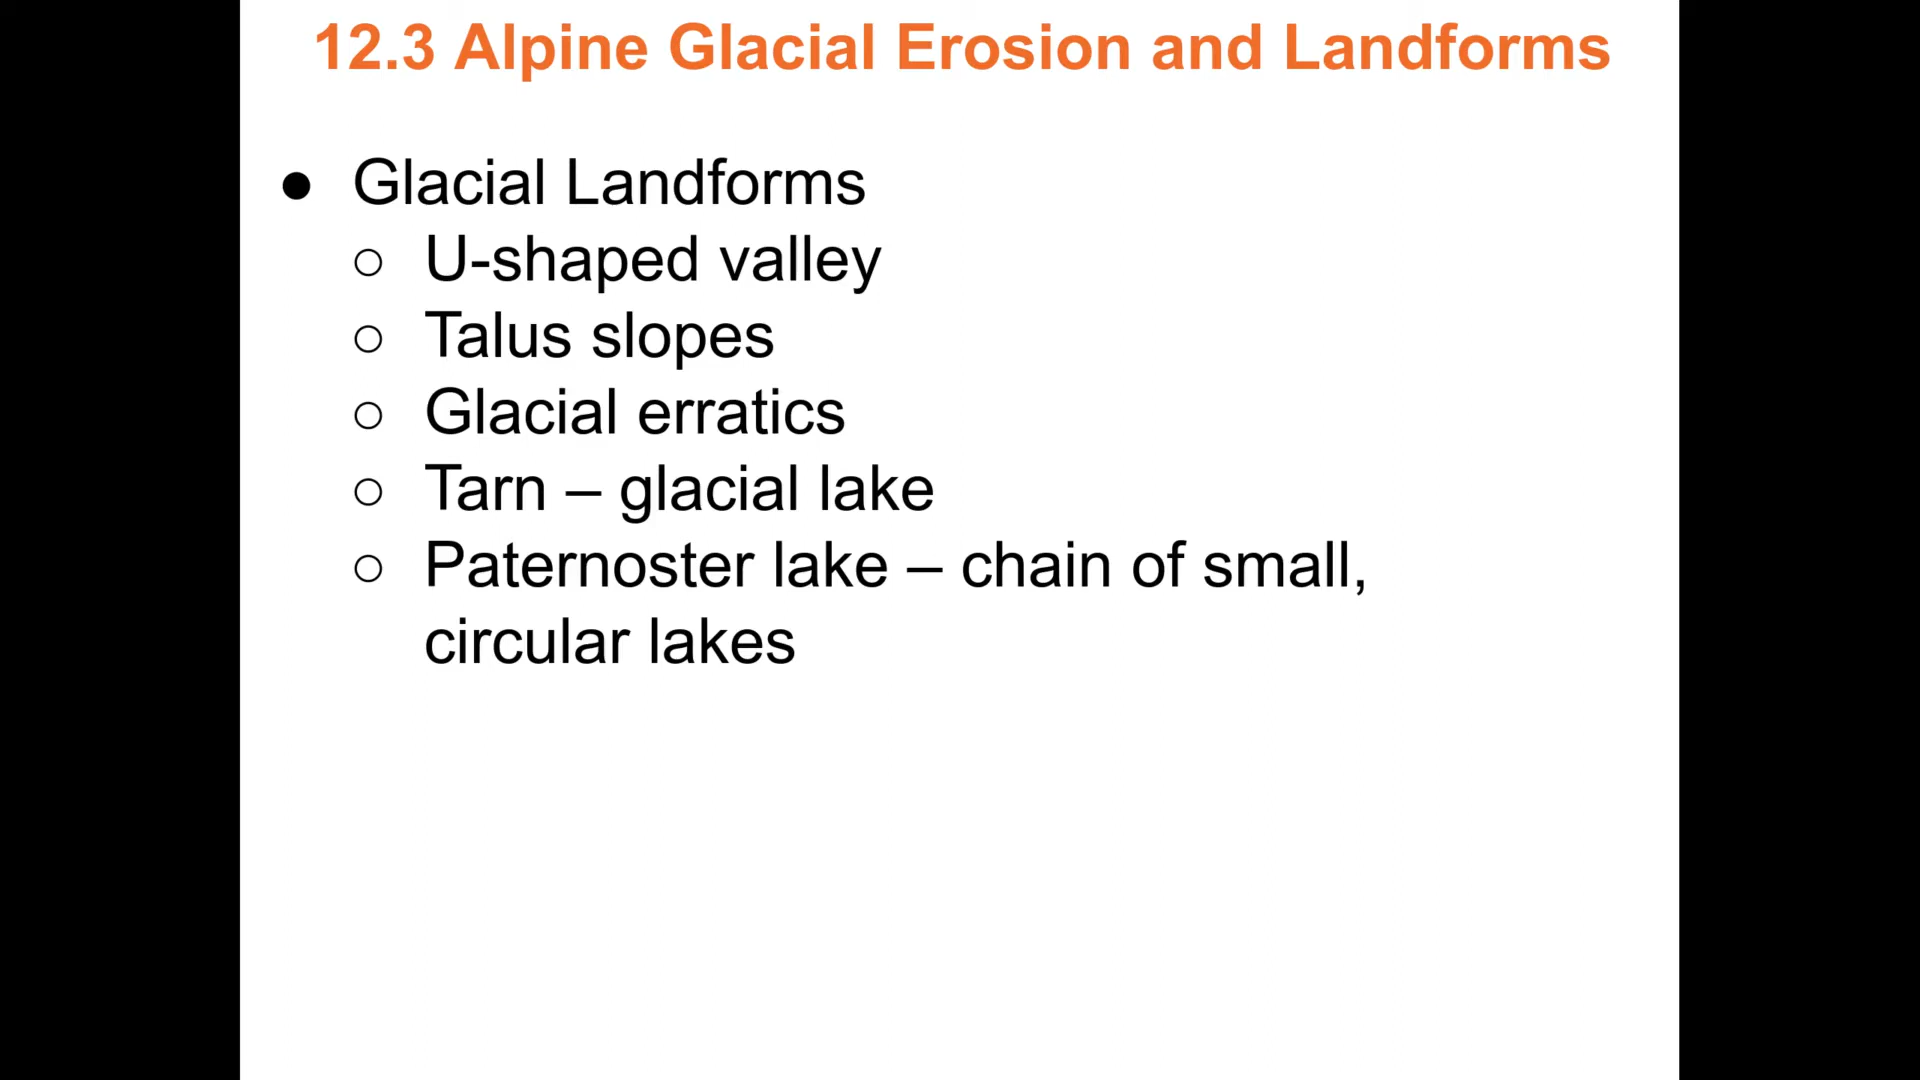 12.3 Alpine Glacial Erosion and Landforms
● Glacial Landforms
○ U-shaped valley
○ Talus slopes
○ Glacial erratics
○ Tarn – glacial lake
○ Paternoster lake – chain of small,
circular lakes